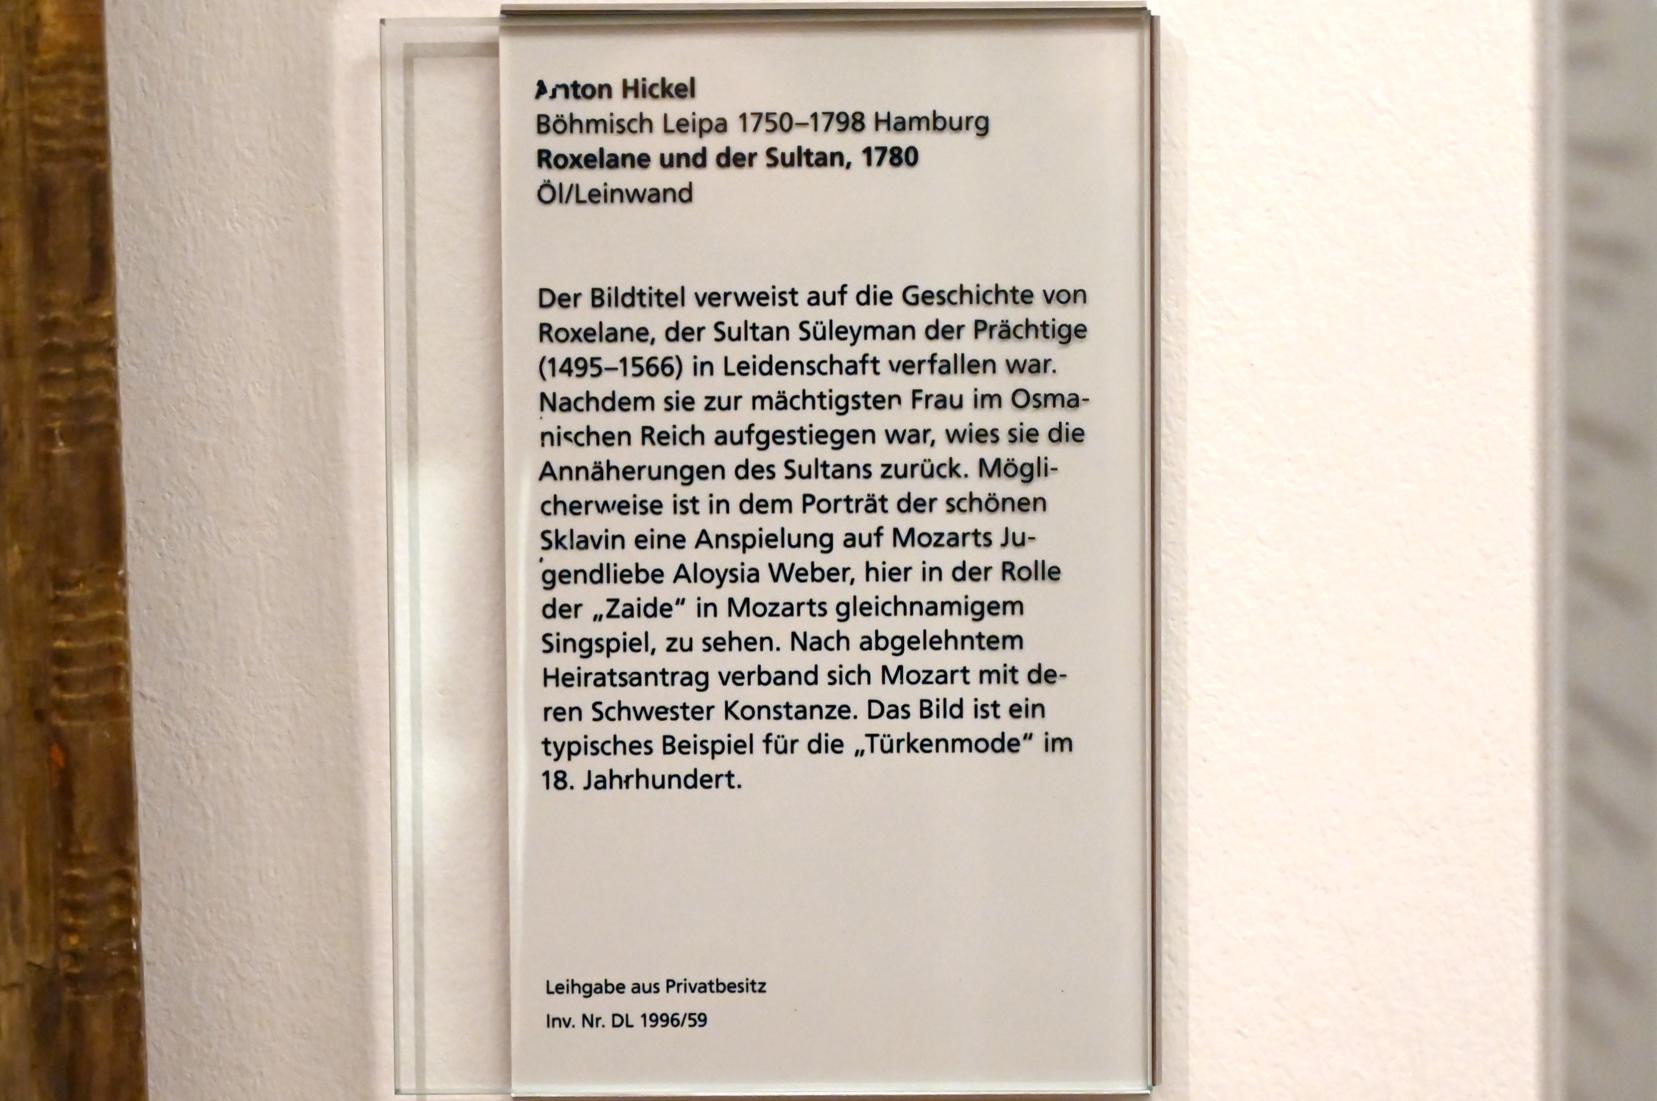 Anton Hickel
Böhmisch Leipa 1750–1798 Hamburg
Roxelane und der Sultan, 1780
Öl/Leinwand
Der Bildtitel verweist auf die Geschichte von
Roxelane, der Sultan Süleyman der Prächtige
(1495–1566) in Leidenschaft verfallen war.
Nachdem sie zur mächtigsten Frau im Osma-
nischen Reich aufgestiegen war, wies sie die
Annäherungen des Sultans zurück. Mögli-
cherweise ist in dem Porträt der schönen
Sklavin eine Anspielung auf Mozarts Ju-
gendliebe Aloysia Weber, hier in der Rolle
der „Zaide“ in Mozarts gleichnamigem
Singspiel, zu sehen. Nach abgelehntem
Heiratsantrag verband sich Mozart mit de-
ren Schwester Konstanze. Das Bild ist ein
typisches Beispiel für die „Türkenmode“ im
18. Jahrhundert.
Leihgabe aus Privatbesitz
Inv. Nr. DL 1996/59